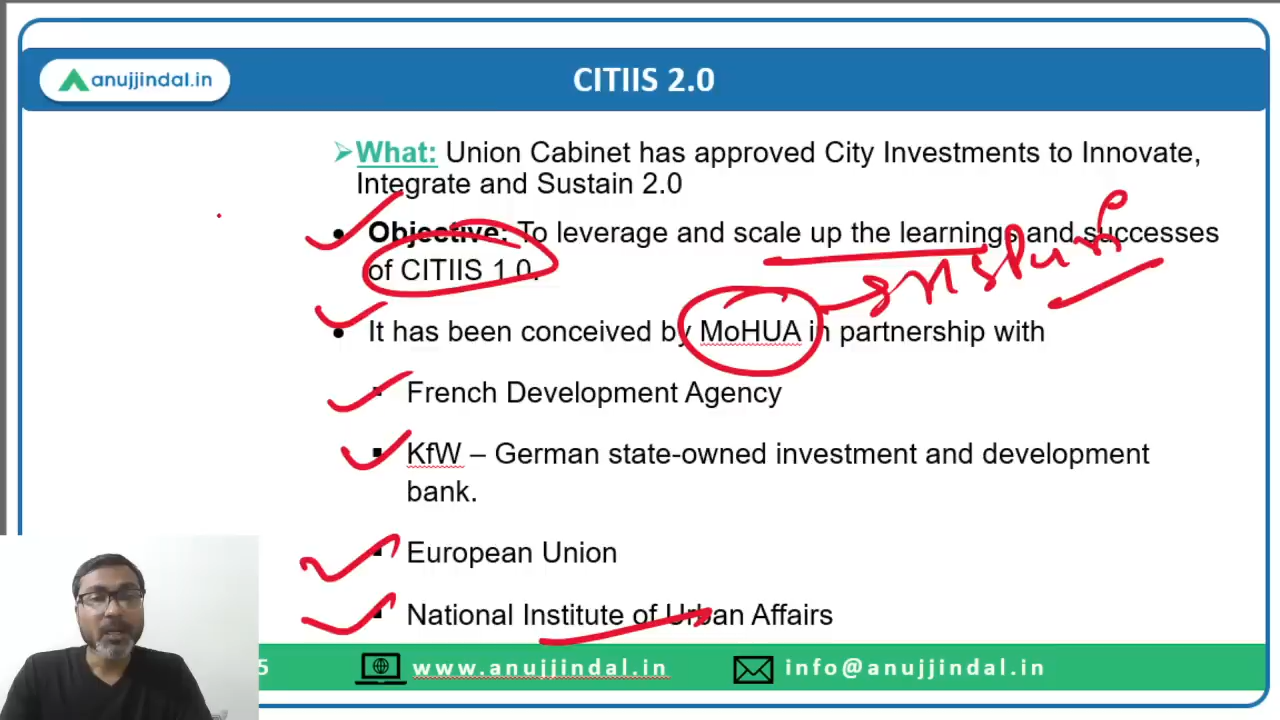 anujjindal.in
CITIIS 2.0
What: Union Cabinet has approved City Investments to Innovate,
Integrate and Sustain 2.0
Objective: To leverage and scale up the learnings and successes
of CITIIS 1.0.
It has been conceived by MoHUA in partnership with
French Development Agency
KfW – German state-owned investment and development
bank.
European Union
National Institute of Urban Affairs
5
www.anujjindal.in
info@anujjindal.in